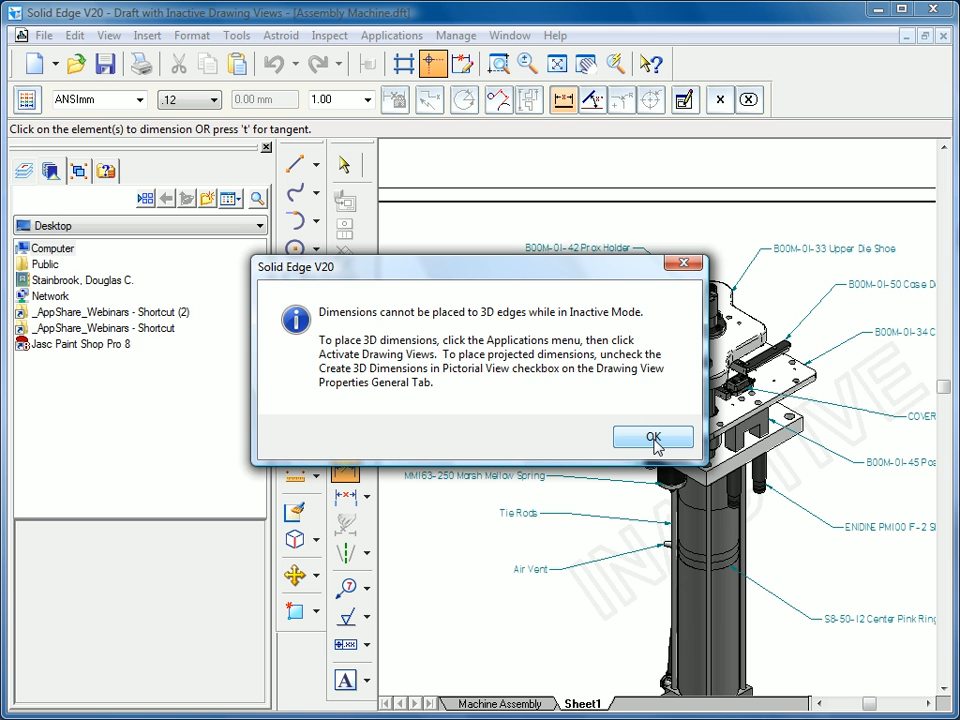 Solid Edge V20 - Draft with Inactive Drawing Views - [Assembly Machine.dft]
File Edit View Insert Format Tools Astroid Inspect Applications Manage Window Help
ANSImm .12 0.00 mm 1.00
Click on the element(s) to dimension OR press 't' for tangent.
Desktop
Computer
Public
Stainbrook, Douglas C.
Network
_AppShare_Webinars - Shortcut (2)
_AppShare_Webinars - Shortcut
Jasc Paint Shop Pro 8
B00M-01-42 Prox Holder
B00M-01-33 Upper Die Shoe
B00M-01-50 Case
B00M-01-34
COVER
B00M-01-45
ENIDINE PM100 F-2
S8-50-12 Center Pink Ring
Solid Edge V20
Dimensions cannot be placed to 3D edges while in Inactive Mode.
To place 3D dimensions, click the Applications menu, then click
Activate Drawing Views. To place projected dimensions, uncheck the
Create 3D Dimensions in Pictorial View checkbox on the Drawing View
Properties General Tab.
OK
MM163-250 Marsh Mellow Spring
Tie Rods
Air Vent
INACTIVE
Machine Assembly Sheet1